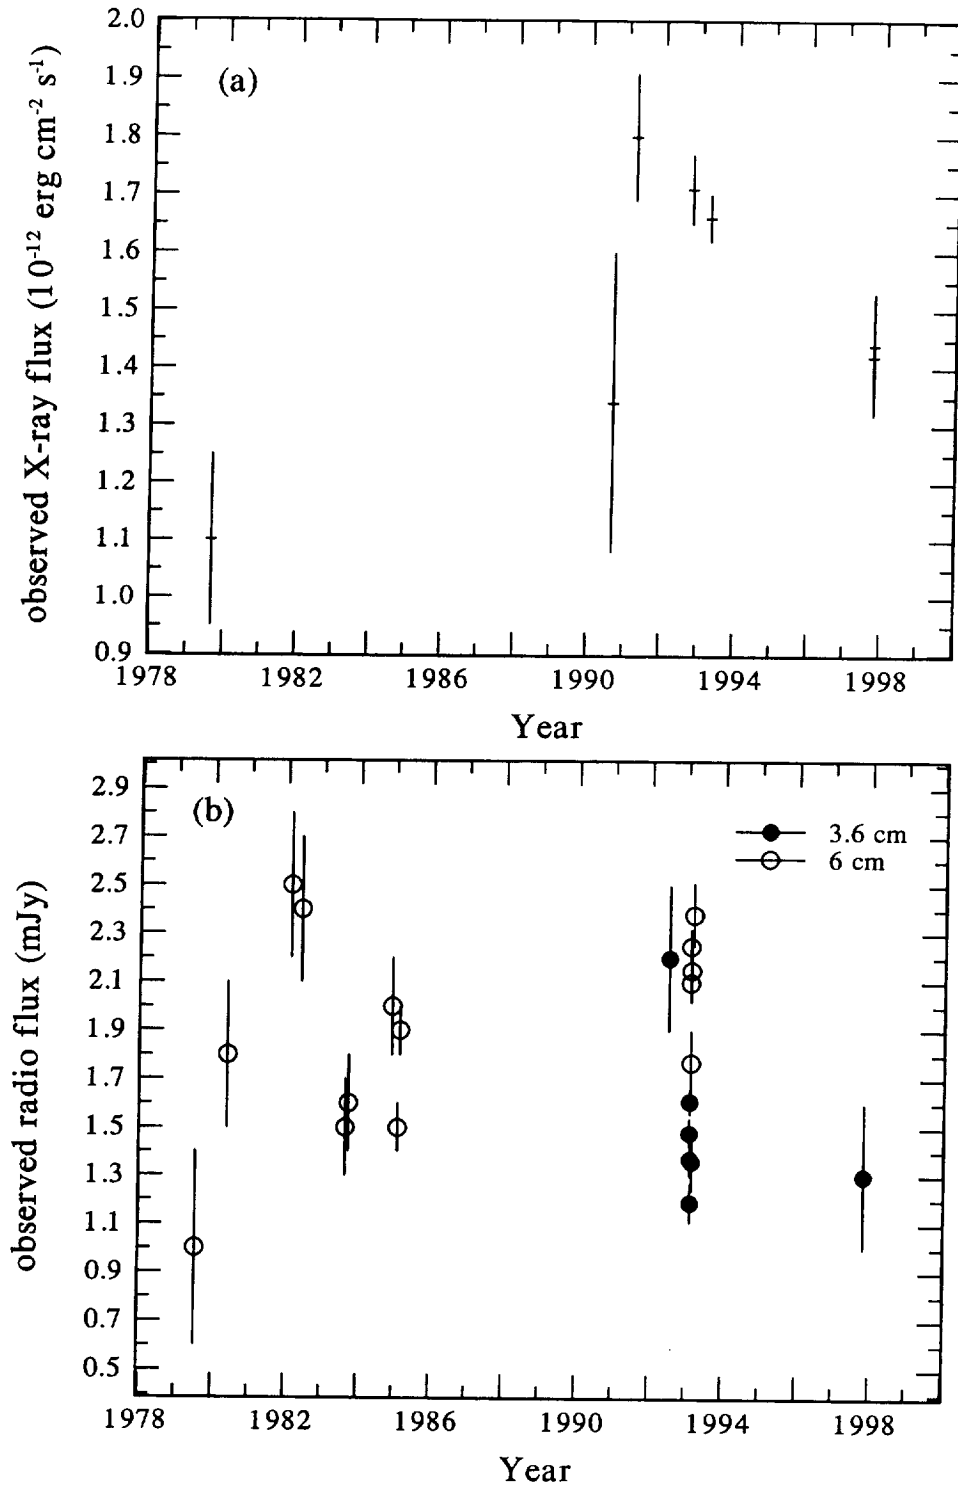 2.0
(a)
1.9
1.8
1.7
1.6
1.5
1.4
1.3
1.2
1.1
1.0
0.9
observed X-ray flux (10⁻¹² erg cm⁻² s⁻¹)
1978 1982 1986 1990 1994 1998
Year
(b)
3.6 cm
6 cm
2.9
2.7
2.5
2.3
2.1
1.9
1.7
1.5
1.3
1.1
0.9
0.7
0.5
observed radio flux (mJy)
1978 1982 1986 1990 1994 1998
Year